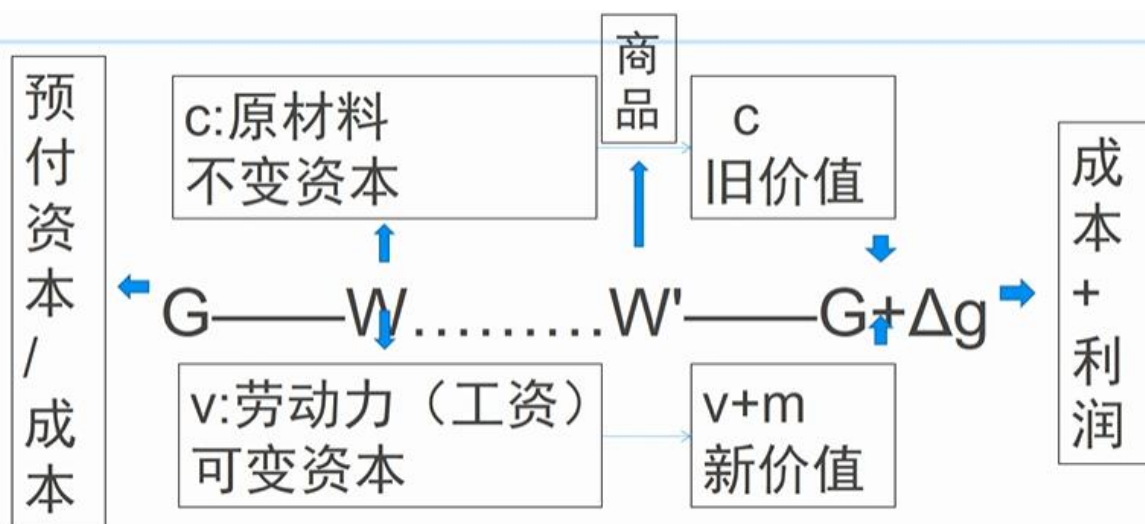 商
品
预
付
资
本
/
成
本
c:原材料
不变资本
c
旧价值
G——W.........W'——G+Δg
v:劳动力（工资）
可变资本
v+m
新价值
成
本
+
利
润